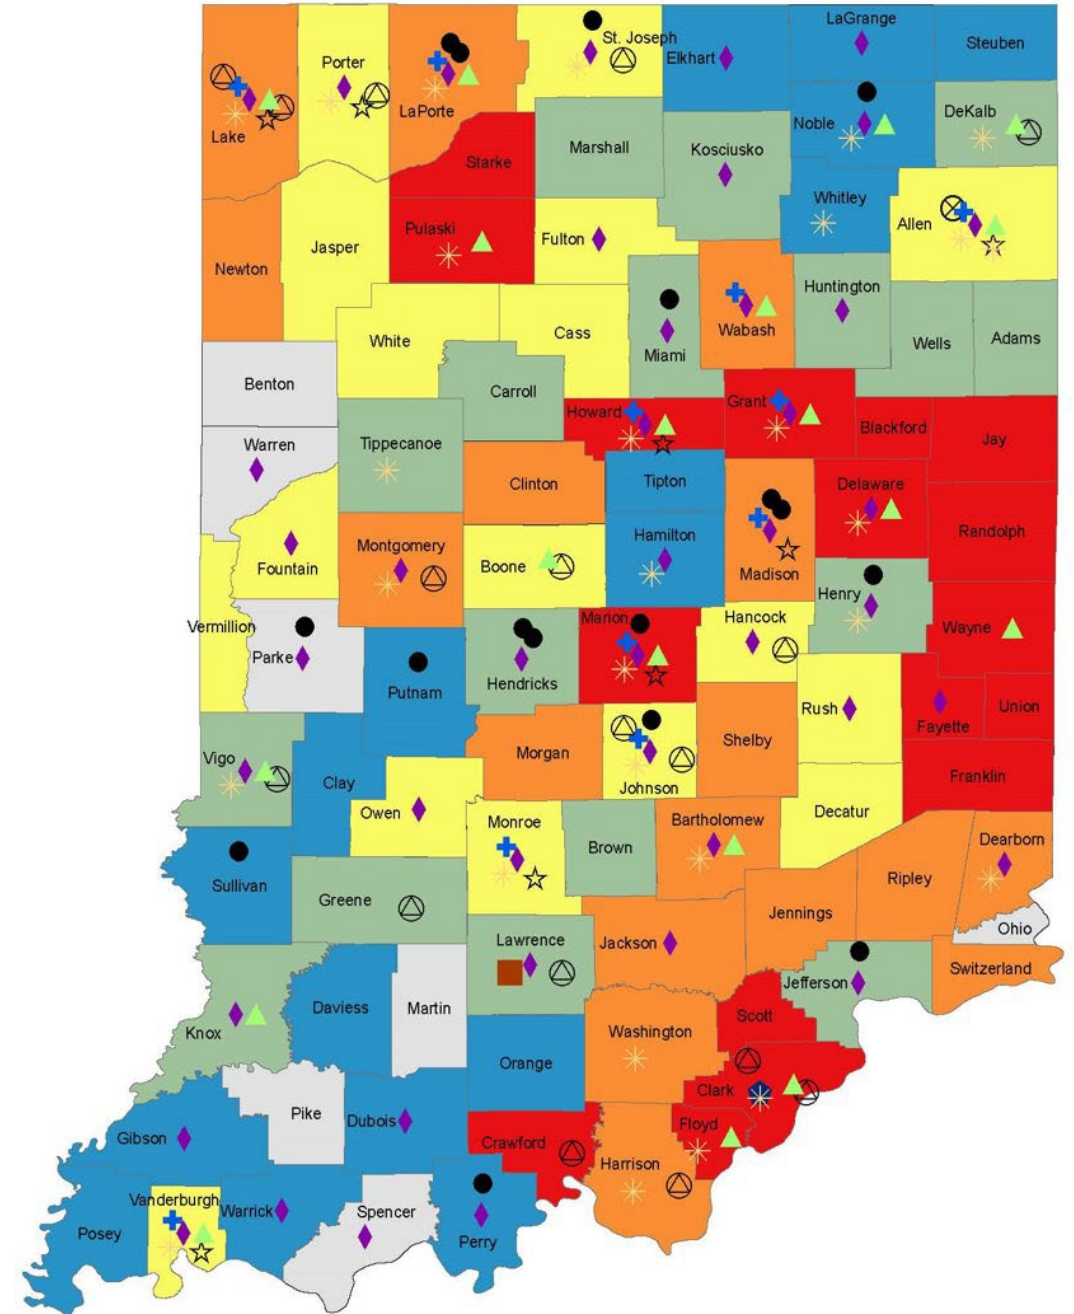 LaGrange
St. Joseph
Elkhart
Steuben
Porter
LaPorte
Lake
Noble
DeKalb
Marshall
Kosciusko
Starke
Whitley
Allen
Pulaski
Fulton
Jasper
Newton
Huntington
Wabash
White
Cass
Miami
Wells
Adams
Benton
Carroll
Howard
Grant
Blackford
Jay
Warren
Tippecanoe
Clinton
Tipton
Delaware
Randolph
Hamilton
Montgomery
Boone
Fountain
Madison
Henry
Hancock
Marion
Vermillion
Wayne
Parke
Hendricks
Putnam
Rush
Fayette
Union
Morgan
Shelby
Vigo
Clay
Franklin
Johnson
Owen
Decatur
Monroe
Bartholomew
Brown
Dearborn
Ripley
Sullivan
Greene
Jennings
Ohio
Lawrence
Jackson
Switzerland
Jefferson
Daviess
Martin
Scott
Knox
Washington
Orange
Clark
Pike
Dubois
Floyd
Gibson
Crawford
Harrison
Vanderburgh
Warrick
Spencer
Posey
Perry